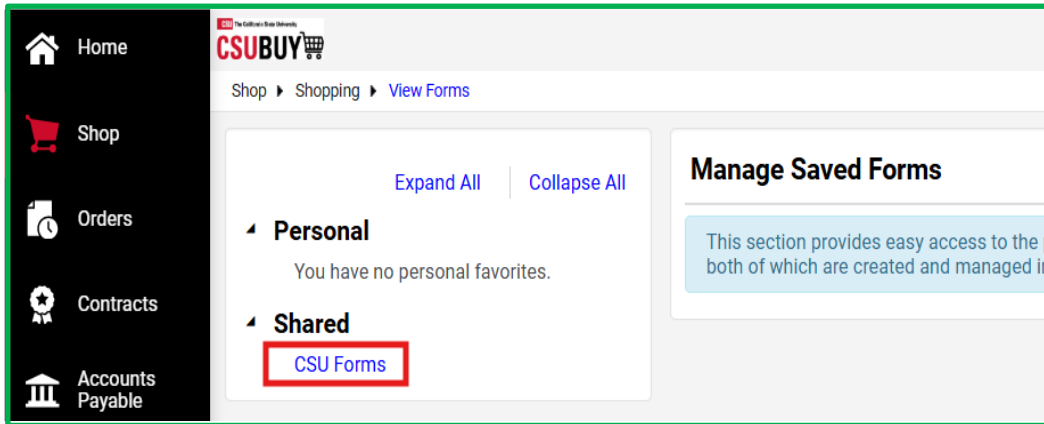 Home
CSU The California State University
CSUBUY
Shop ▸ Shopping ▸ View Forms
Shop
Expand All Collapse All
Manage Saved Forms
Orders
Personal
You have no personal favorites.
This section provides easy access to the
both of which are created and managed
Contracts
Shared
CSU Forms
Accounts
Payable